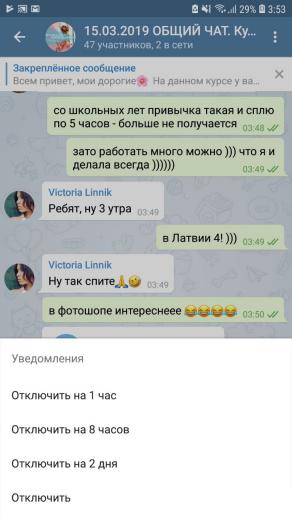 29% 3:53
15.03.2019 ОБЩИЙ ЧАТ. Ку...
47 участников, 2 в сети
Закреплённое сообщение
Всем привет, мои дорогие🌸 На данном курсе у ва...
со школьных лет привычка такая и сплю
по 5 часов - больше не получается
03:48
зато работать много можно ))) что я и
делала всегда ))))))
03:49
Victoria Linnik
Ребят, ну 3 утра
03:49
в Латвии 4! )))
03:49
Victoria Linnik
Ну так спите🙏🤣
03:49
в фотошопе интереснеее 😂😂😂😂
03:50
Уведомления
Отключить на 1 час
Отключить на 8 часов
Отключить на 2 дня
Отключить